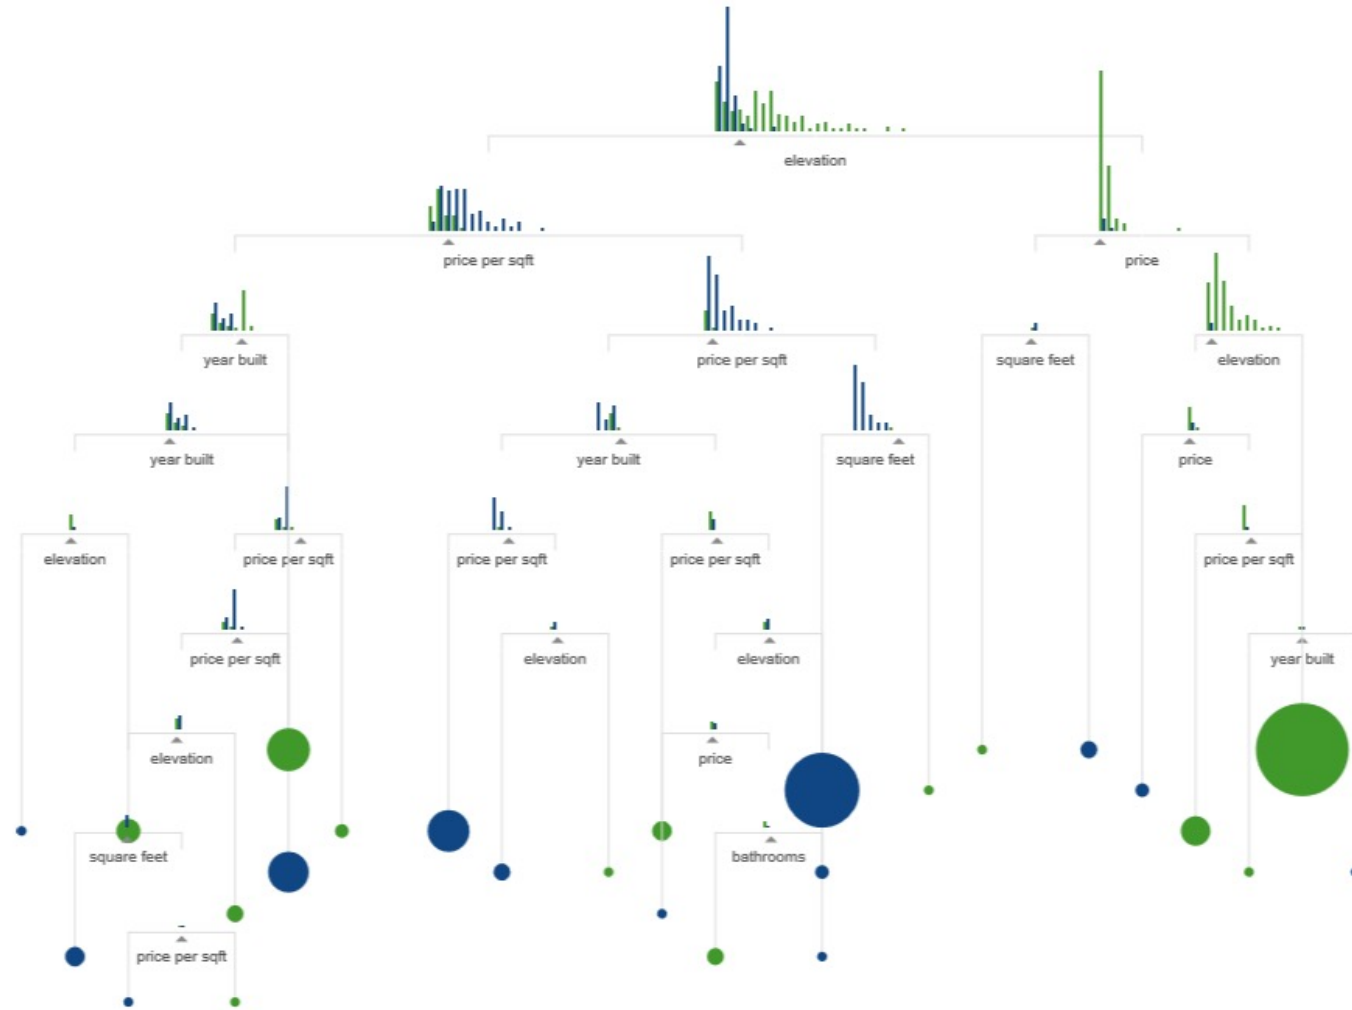 elevation
price per sqft
price
year built
price per sqft
square feet
elevation
year built
year built
square feet
price
elevation
price per sqft
price per sqft
price per sqft
price per sqft
price per sqft
elevation
elevation
year built
elevation
price
square feet
bathrooms
price per sqft